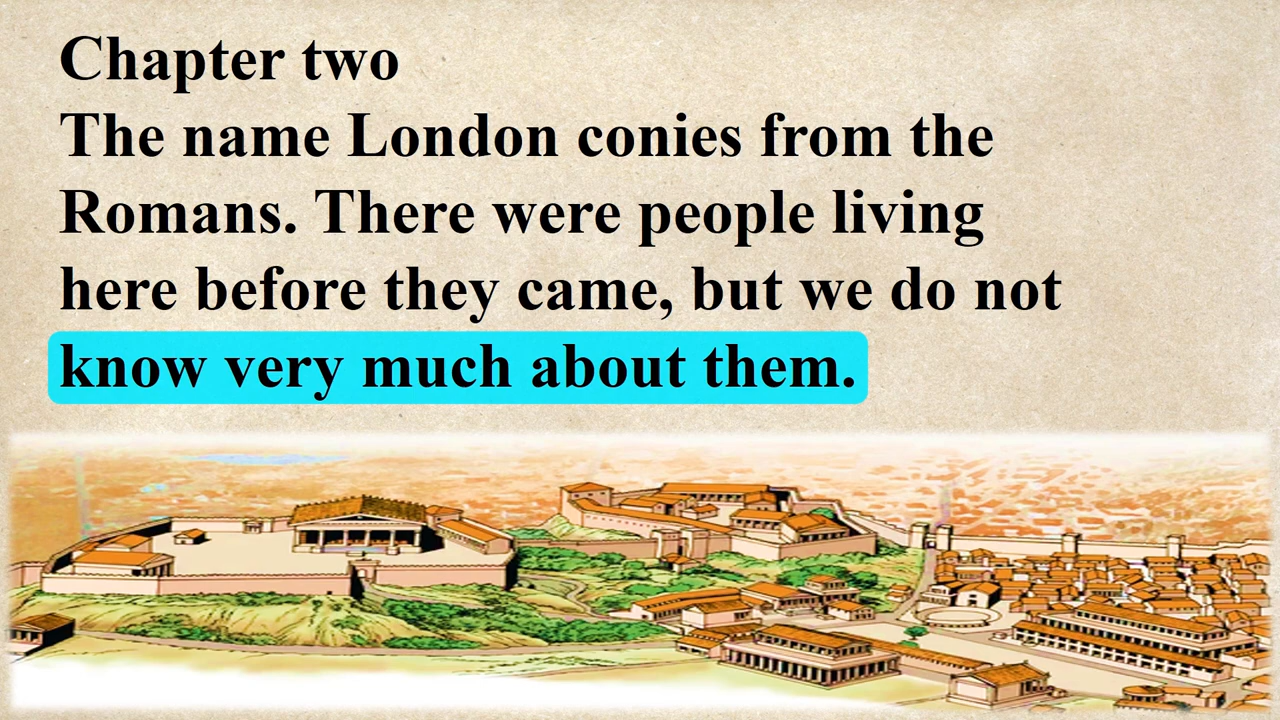 Chapter two
The name London conies from the
Romans. There were people living
here before they came, but we do not
know very much about them.